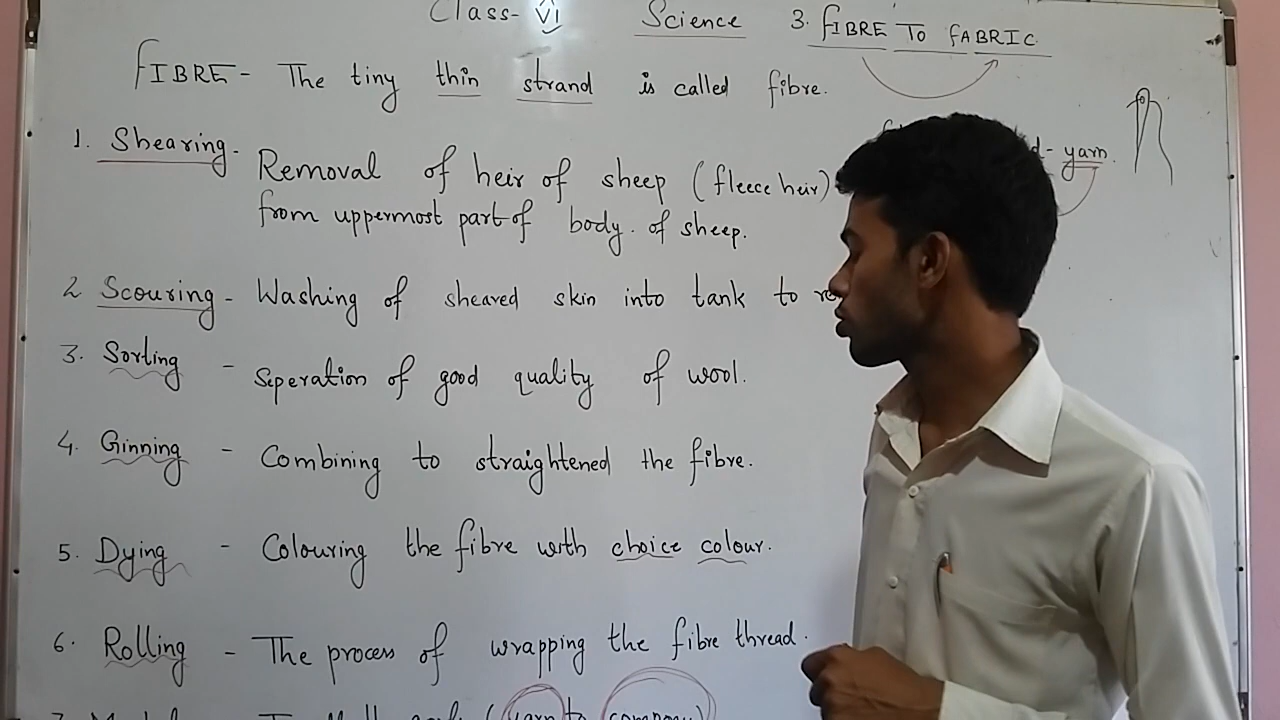 Class- VI Science 3. FIBRE TO FABRIC
FIBRE - The tiny thin strand is called fibre.
yarn.
1. Shearing - Removal of heir of sheep (fleece heir)
from uppermost part of body. of sheep.
2 Scouring - Washing of sheared skin into tank to
3. Sorting - Seperation of good quality of wool.
4. Ginning - Combining to straightened the fibre.
5. Dying - Colouring the fibre with choice colour.
6. Rolling - The process of wrapping the fibre thread.
(yarn to company)